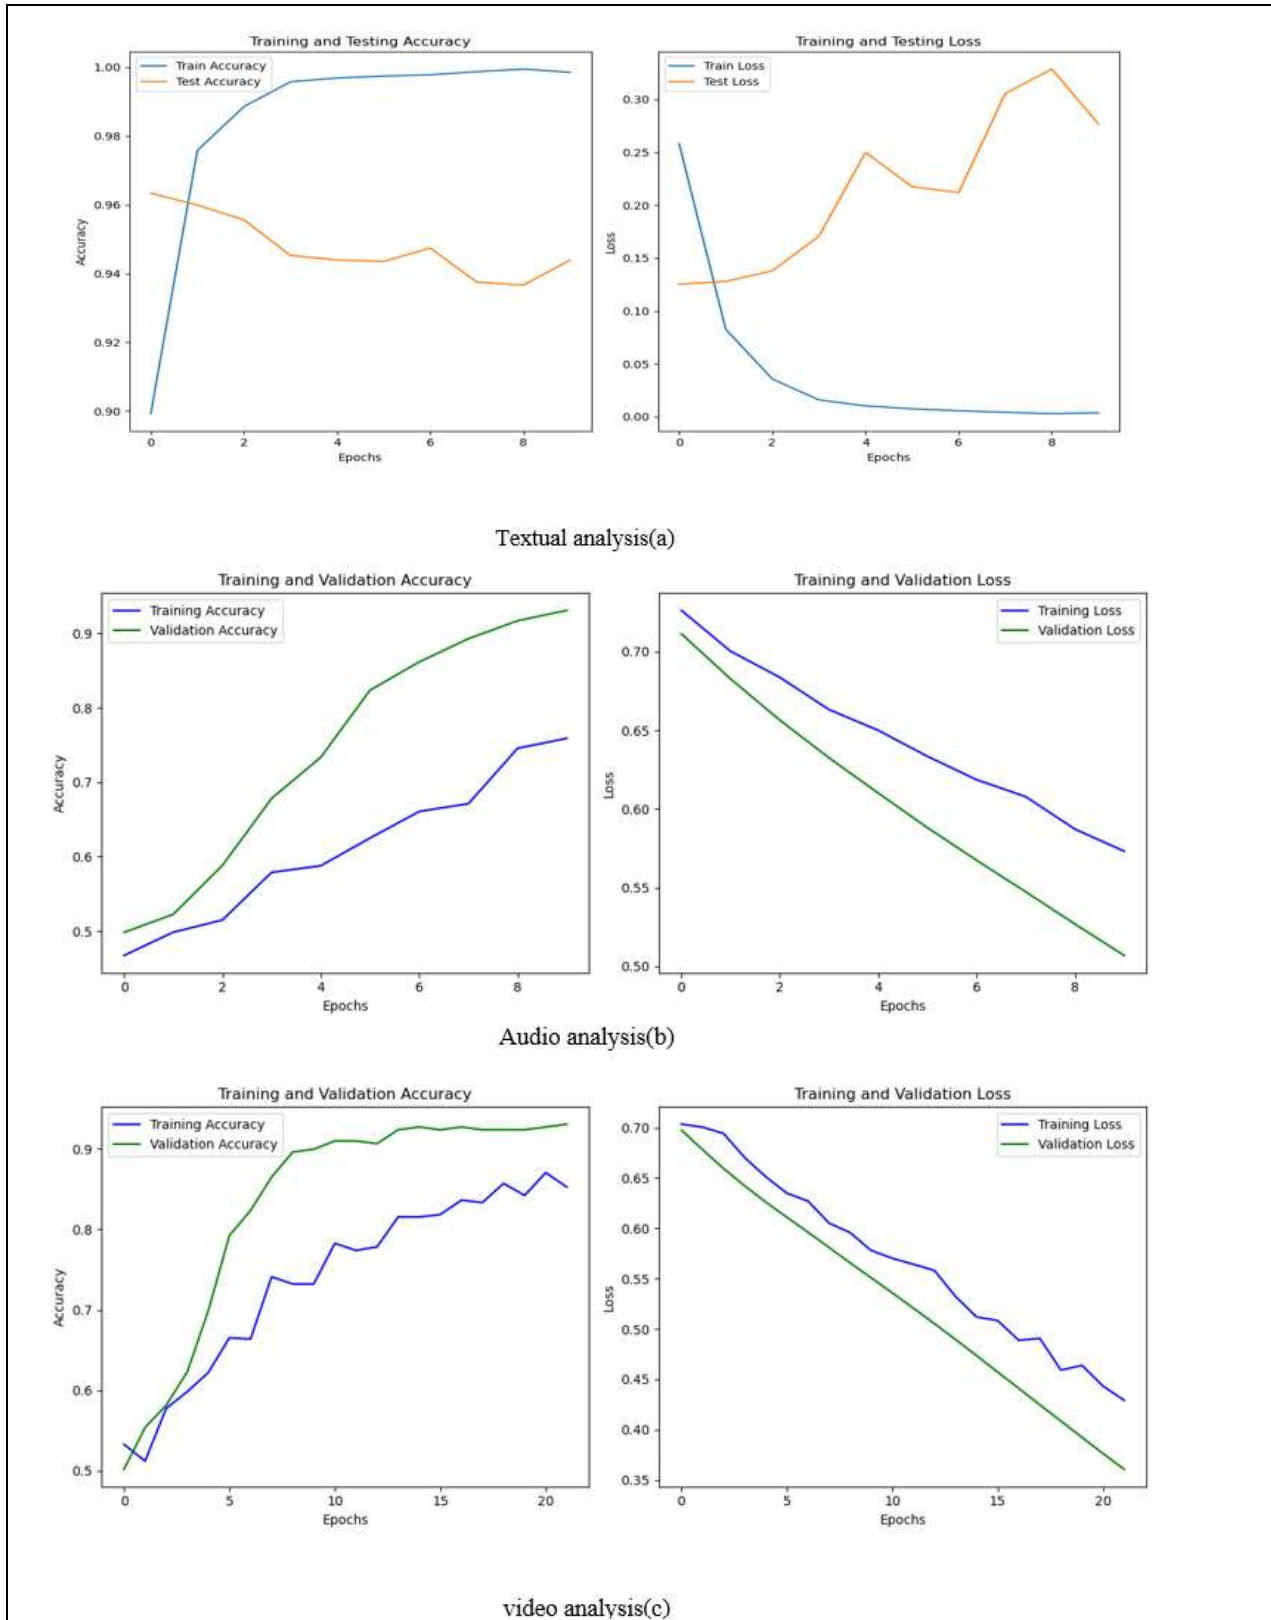 Training and Testing Accuracy
Train Accuracy
Test Accuracy
1.00
0.98
0.96
0.94
0.92
0.90
Accuracy
0 2 4 6 8
Epochs
Training and Testing Loss
Train Loss
Test Loss
0.30
0.25
0.20
0.15
0.10
0.05
0.00
Loss
0 2 4 6 8
Epochs
Textual analysis(a)
Training and Validation Accuracy
Training Accuracy
Validation Accuracy
0.9
0.8
0.7
0.6
0.5
Accuracy
0 2 4 6 8
Epochs
Training and Validation Loss
Training Loss
Validation Loss
0.70
0.65
0.60
0.55
0.50
Loss
0 2 4 6 8
Epochs
Audio analysis(b)
Training and Validation Accuracy
Training Accuracy
Validation Accuracy
0.9
0.8
0.7
0.6
0.5
Accuracy
0 5 10 15 20
Epochs
Training and Validation Loss
Training Loss
Validation Loss
0.70
0.65
0.60
0.55
0.50
0.45
0.40
0.35
Loss
0 5 10 15 20
Epochs
video analysis(c)